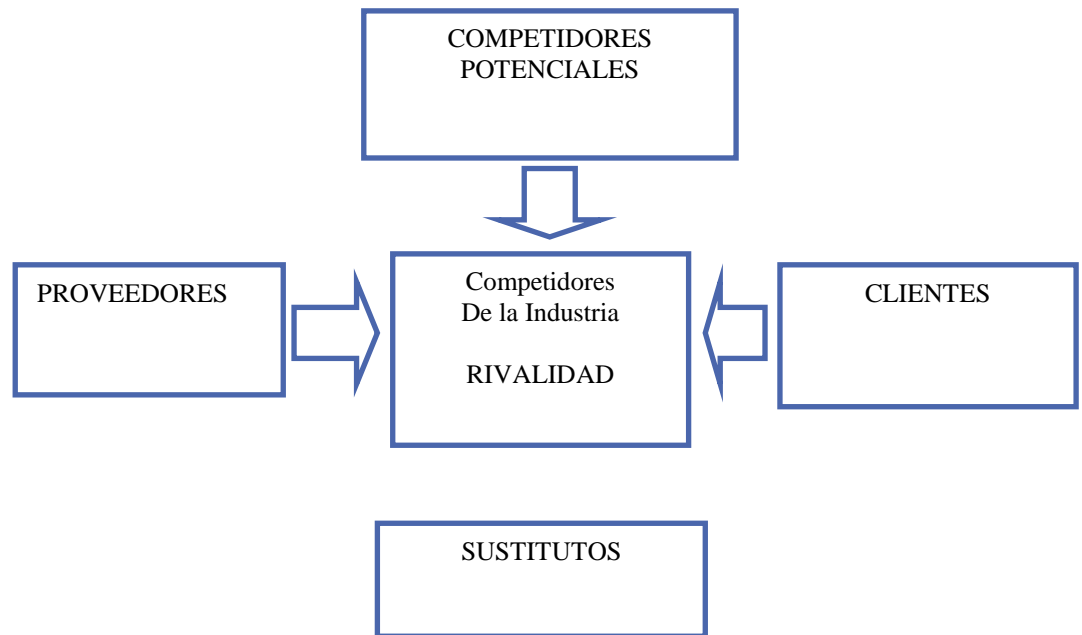 COMPETIDORES
POTENCIALES
PROVEEDORES
Competidores
De la Industria
RIVALIDAD
CLIENTES
SUSTITUTOS